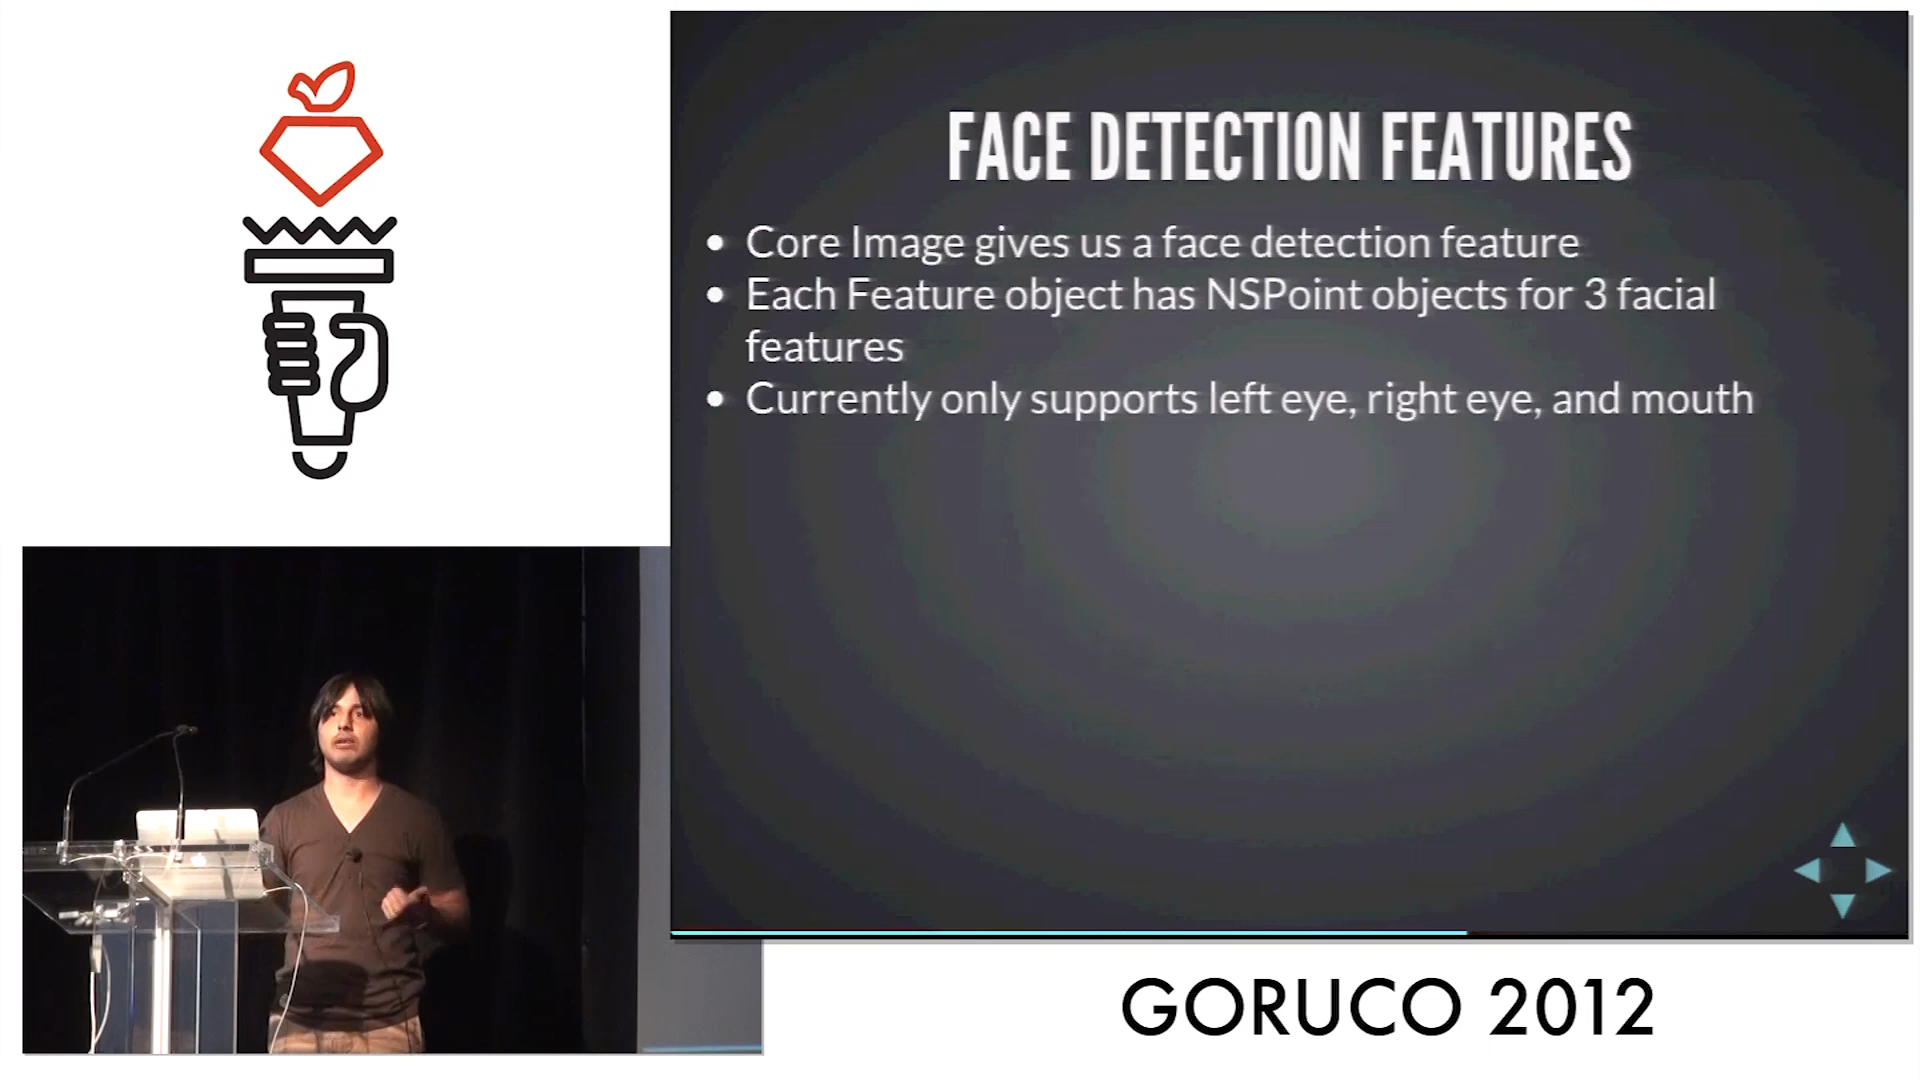 FACE DETECTION FEATURES
• Core Image gives us a face detection feature
• Each Feature object has NSPoint objects for 3 facial
features
• Currently only supports left eye, right eye, and mouth
GORUCO 2012